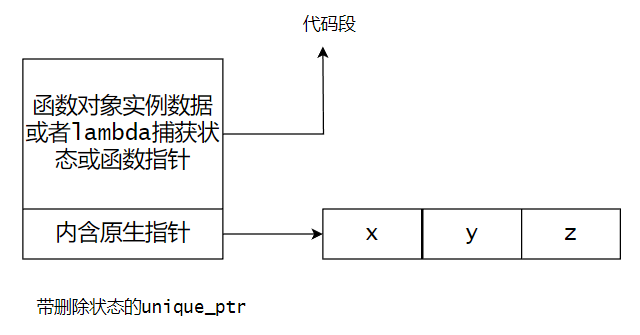 代码段
函数对象实例数据
或者lambda捕获状
态或函数指针
内含原生指针
x y z
带删除状态的unique_ptr